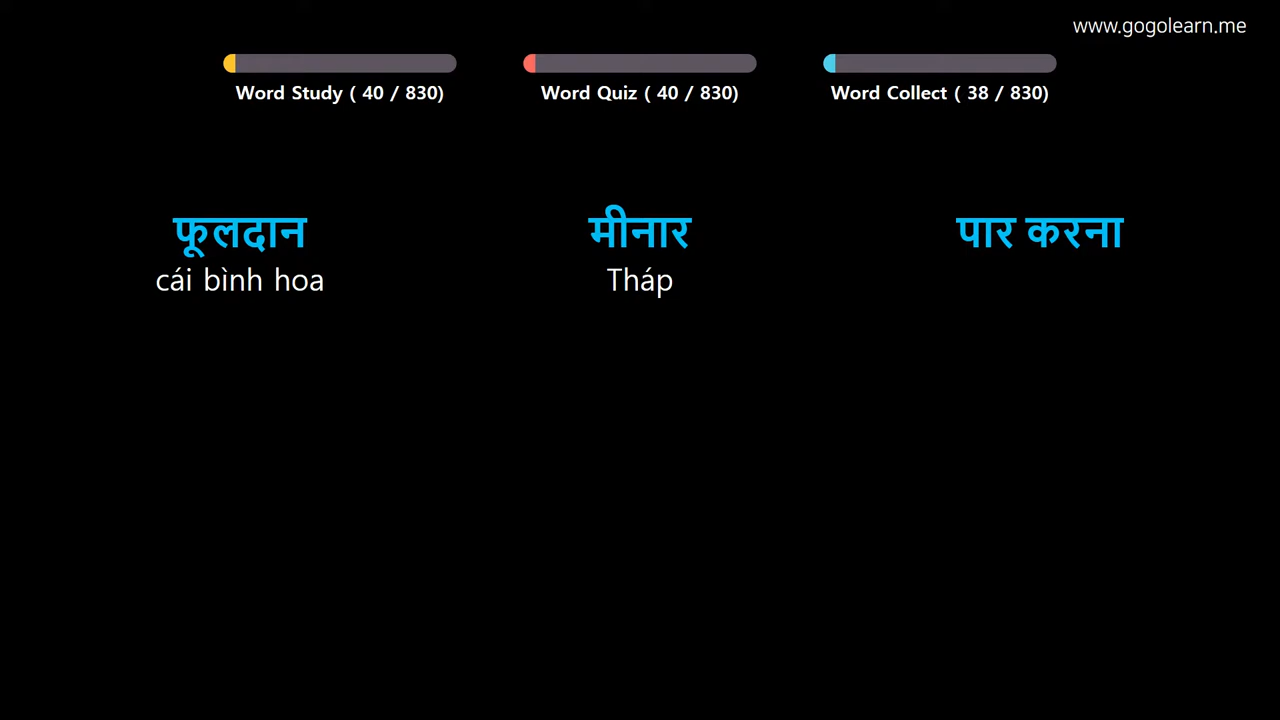 www.gogolearn.me
Word Study ( 40 / 830)
Word Quiz ( 40 / 830)
Word Collect ( 38 / 830)
फूलदान
cái bình hoa
मीनार
Tháp
पार करना